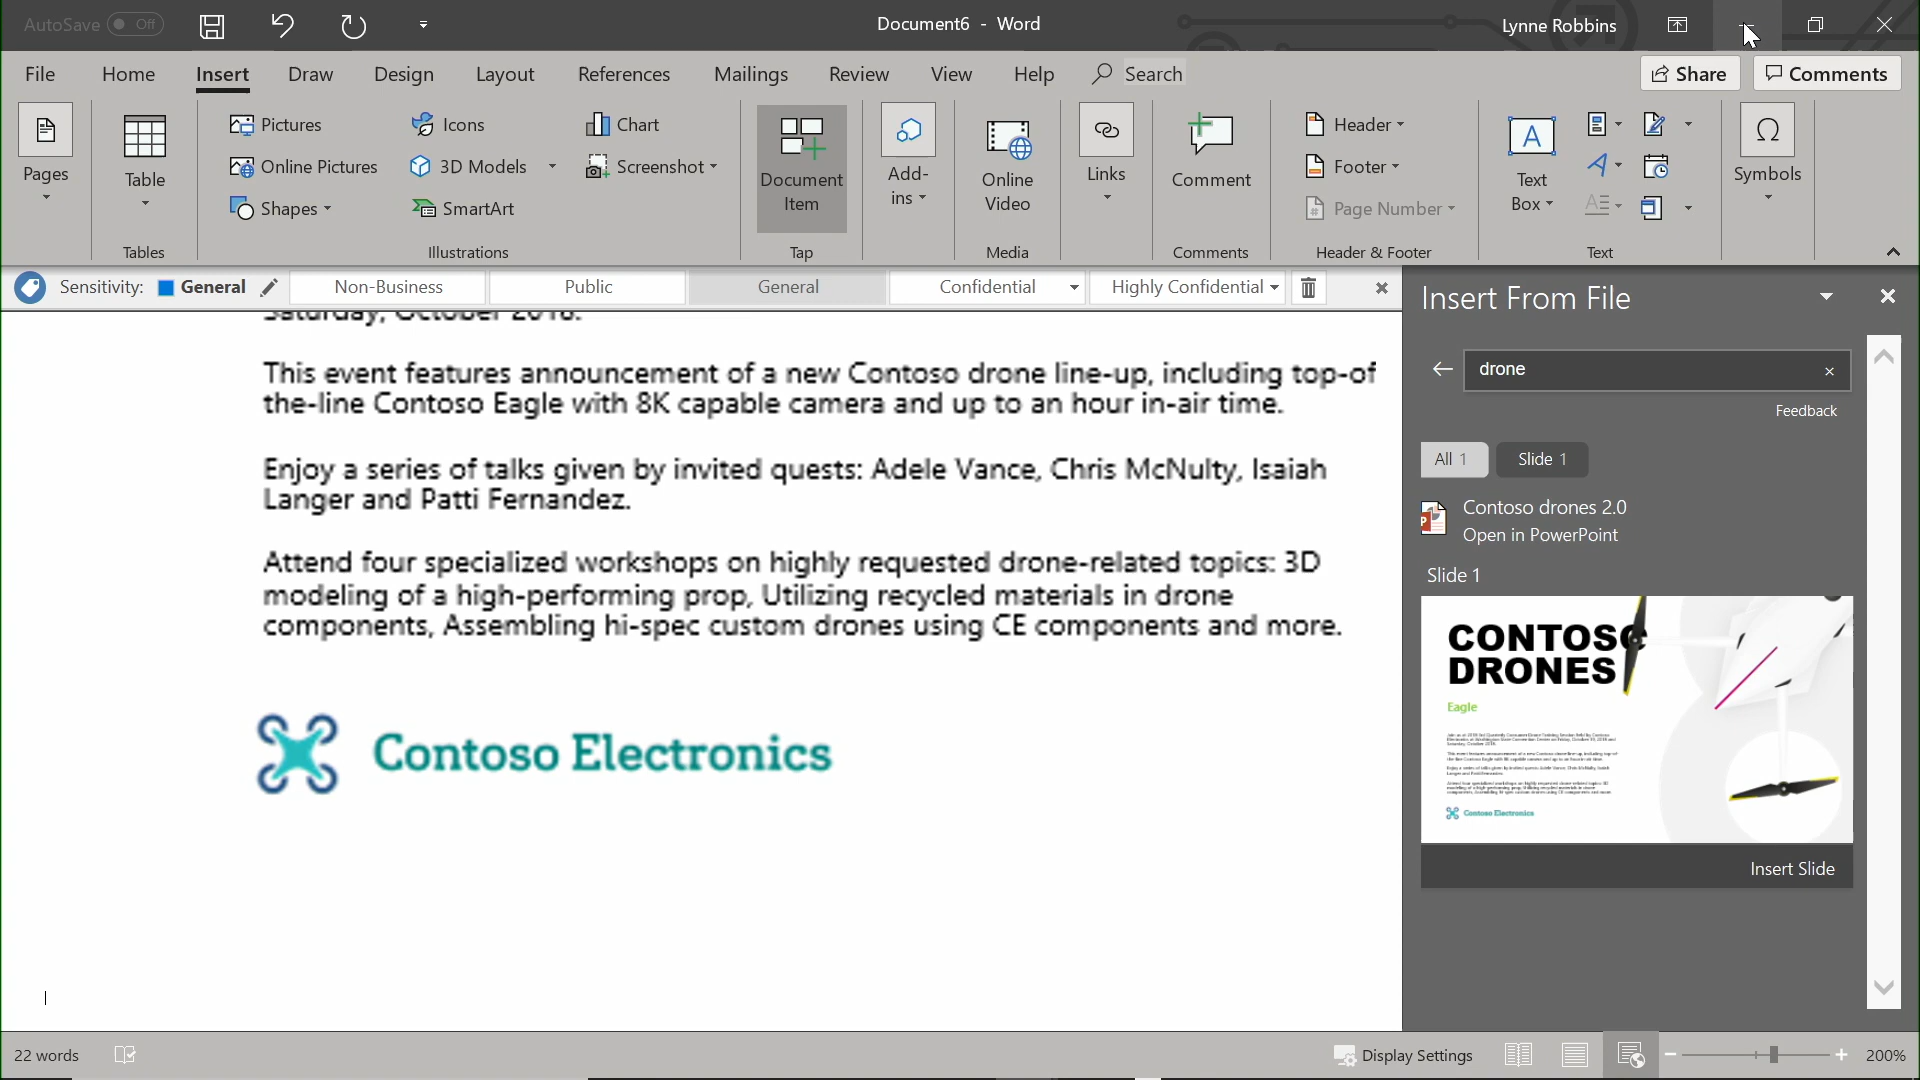 AutoSave Off
Document6 - Word
Lynne Robbins
File Home Insert Draw Design Layout References Mailings Review View Help Search
Share Comments
Pages
Table
Tables
Pictures
Online Pictures
Shapes
Icons
3D Models
SmartArt
Chart
Screenshot
Illustrations
Document
Item
Tap
Add-
ins
Online
Video
Media
Links
Comment
Comments
Header
Footer
Page Number
Header & Footer
Text
Box
Text
Symbols
Sensitivity: General Non-Business Public General Confidential Highly Confidential
Saturday, October 2018.
This event features announcement of a new Contoso drone line-up, including top-of
the-line Contoso Eagle with 8K capable camera and up to an hour in-air time.
Enjoy a series of talks given by invited quests: Adele Vance, Chris McNulty, Isaiah
Langer and Patti Fernandez.
Attend four specialized workshops on highly requested drone-related topics: 3D
modeling of a high-performing prop, Utilizing recycled materials in drone
components, Assembling hi-spec custom drones using CE components and more.
Contoso Electronics
Insert From File
drone
Feedback
All 1 Slide 1
Contoso drones 2.0
Open in PowerPoint
Slide 1
CONTOSO
DRONES
Eagle
Contoso Electronics
Insert Slide
22 words
Display Settings
200%